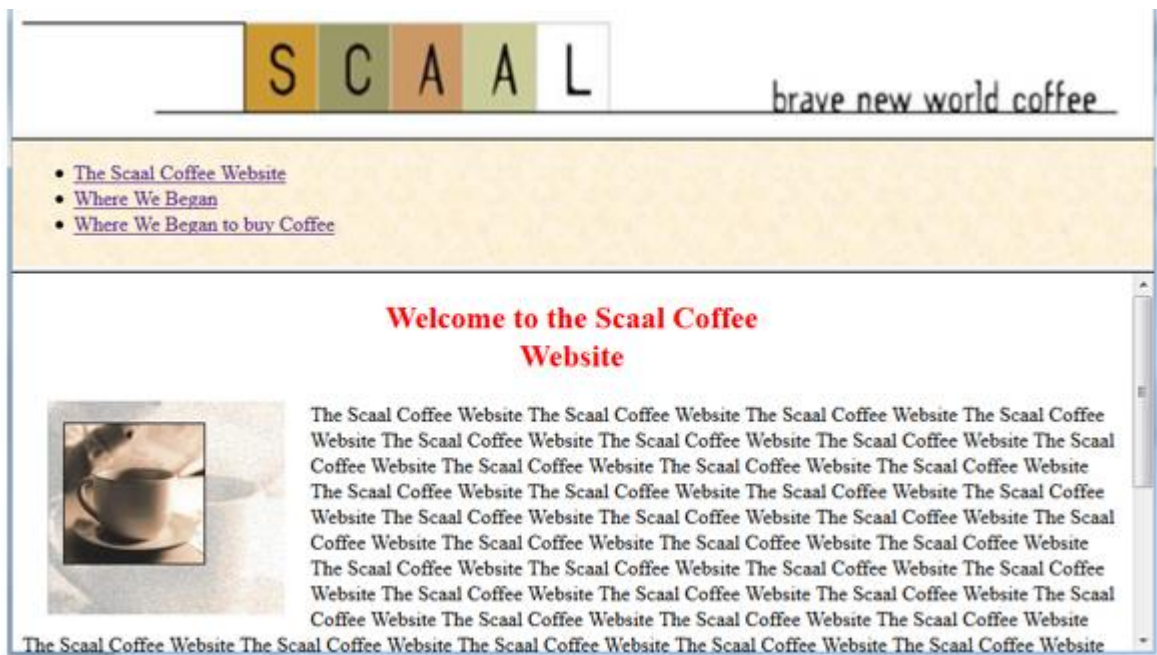 SCAAL
brave new world coffee
The Scaal Coffee Website
Where We Began
Where We Began to buy Coffee
Welcome to the Scaal Coffee
Website
The Scaal Coffee Website The Scaal Coffee Website The Scaal Coffee Website The Scaal Coffee
Website The Scaal Coffee Website The Scaal Coffee Website The Scaal Coffee Website The Scaal
Coffee Website The Scaal Coffee Website The Scaal Coffee Website The Scaal Coffee Website
The Scaal Coffee Website The Scaal Coffee Website The Scaal Coffee Website The Scaal Coffee
Website The Scaal Coffee Website The Scaal Coffee Website The Scaal Coffee Website The Scaal
Coffee Website The Scaal Coffee Website The Scaal Coffee Website The Scaal Coffee Website
The Scaal Coffee Website The Scaal Coffee Website The Scaal Coffee Website The Scaal Coffee
Website The Scaal Coffee Website The Scaal Coffee Website The Scaal Coffee Website The Scaal
Coffee Website The Scaal Coffee Website The Scaal Coffee Website The Scaal Coffee Website
The Scaal Coffee Website The Scaal Coffee Website The Scaal Coffee Website The Scaal Coffee Website The Scaal Coffee Website